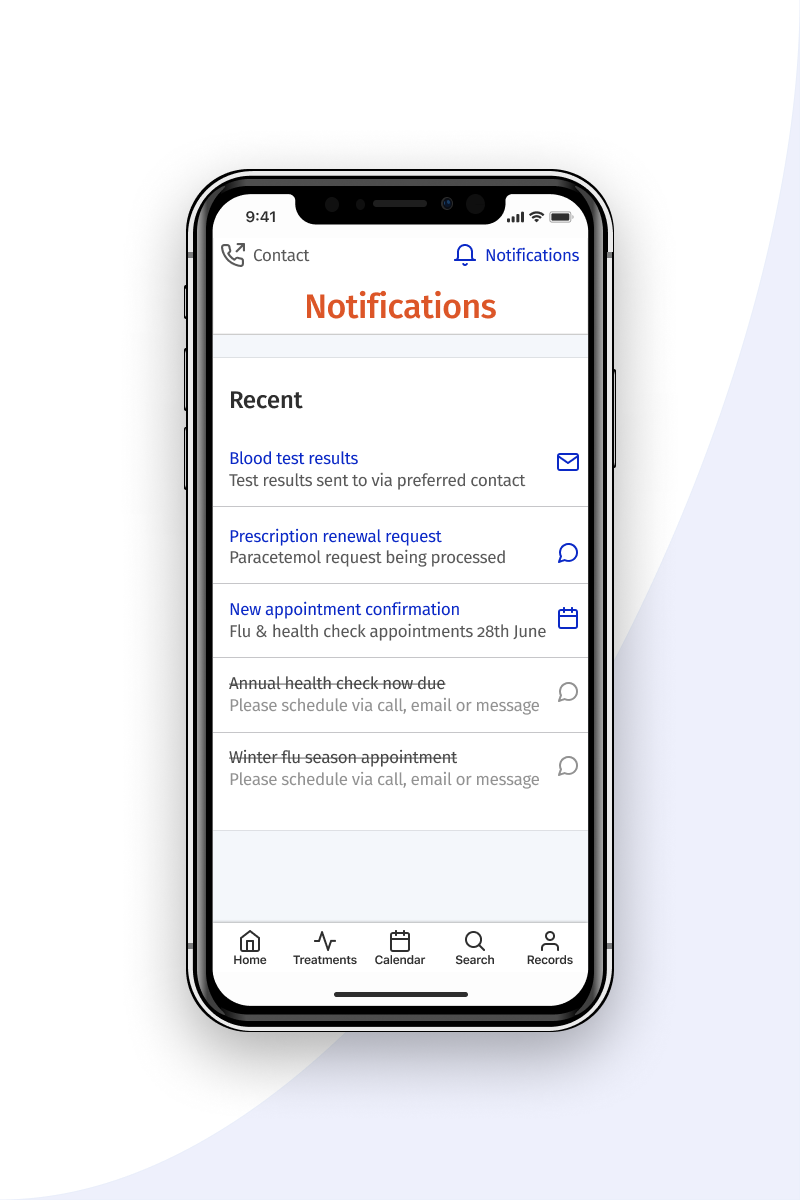 9:41
Contact
Notifications
Notifications
Recent
Blood test results
Test results sent to via preferred contact
Prescription renewal request
Paracetemol request being processed
New appointment confirmation
Flu & health check appointments 28th June
Annual health check now due
Please schedule via call, email or message
Winter flu season appointment
Please schedule via call, email or message
Home Treatments Calendar Search Records